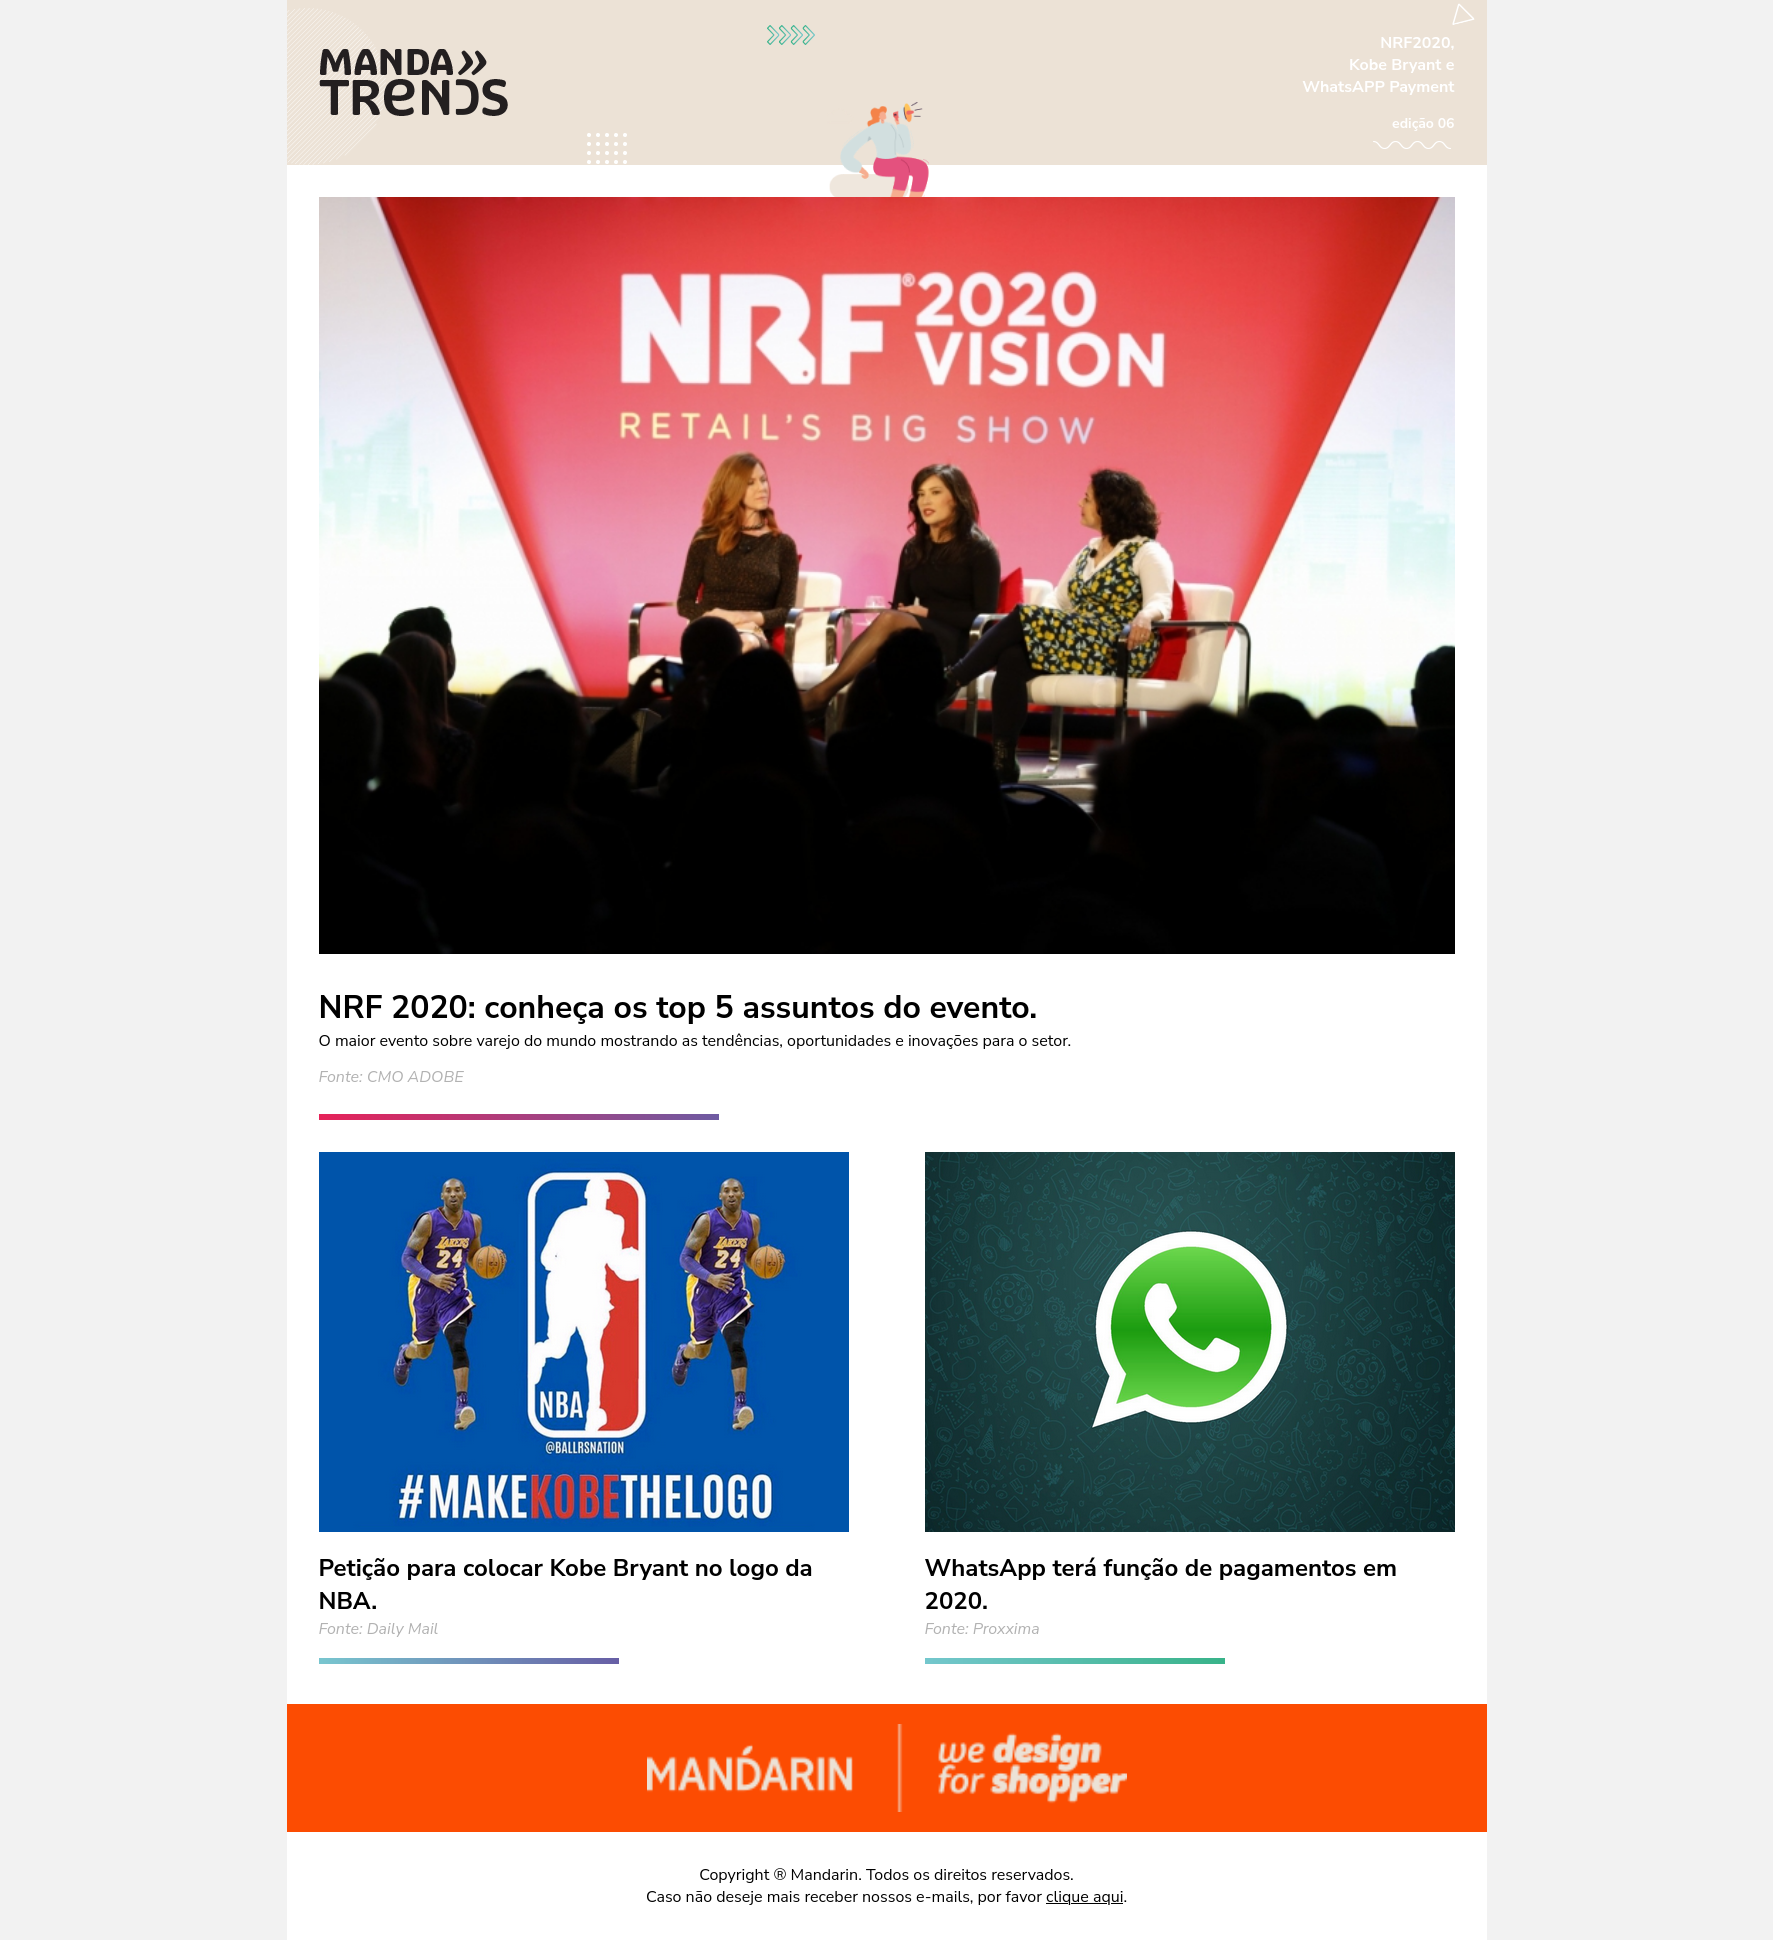 MANDA
TRENDS
NRF2020,
Kobe Bryant e
WhatsAPP Payment
edição 06
NRF® 2020
VISION
RETAIL'S BIG SHOW
NRF 2020: conheça os top 5 assuntos do evento.
O maior evento sobre varejo do mundo mostrando as tendências, oportunidades e inovações para o setor.
Fonte: CMO ADOBE
LAKERS
24
LAKERS
24
NBA
@BALLRSNATION
#MAKEKOBETHELOGO
Petição para colocar Kobe Bryant no logo da
NBA.
Fonte: Daily Mail
WhatsApp terá função de pagamentos em
2020.
Fonte: Proxxima
MANDARIN
we design
for shopper
Copyright ® Mandarin. Todos os direitos reservados.
Caso não deseje mais receber nossos e-mails, por favor clique aqui.